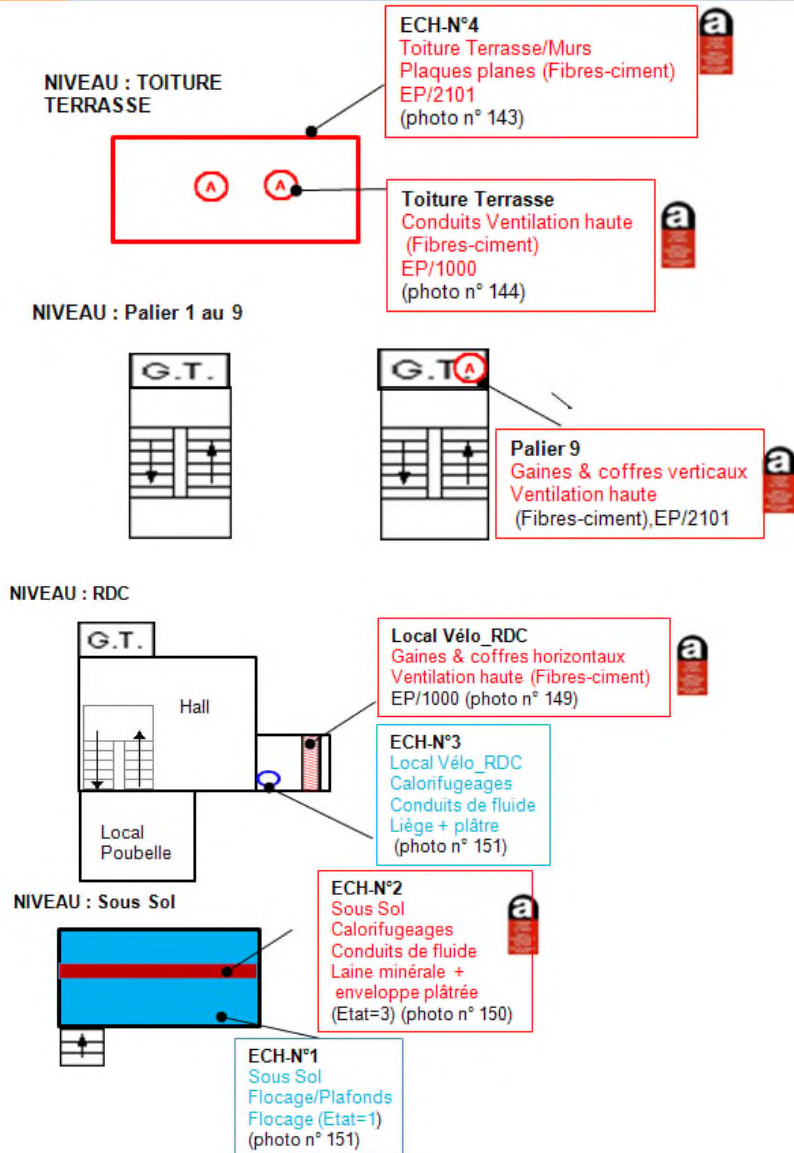 ECH-N°4
Toiture Terrasse/Murs
Plaques planes (Fibres-ciment)
EP/2101
(photo n° 143)
a
NIVEAU : TOITURE
TERRASSE
A
A
Toiture Terrasse
Conduits Ventilation haute
(Fibres-ciment)
EP/1000
(photo n° 144)
a
NIVEAU : Palier 1 au 9
G.T.
G.T.
A
Palier 9
Gaines & coffres verticaux
Ventilation haute
(Fibres-ciment),EP/2101
a
NIVEAU : RDC
G.T.
Hall
Local
Poubelle
Local Vélo_RDC
Gaines & coffres horizontaux
Ventilation haute (Fibres-ciment)
EP/1000 (photo n° 149)
a
ECH-N°3
Local Vélo_RDC
Calorifugeages
Conduits de fluide
Liège + plâtre
(photo n° 151)
NIVEAU : Sous Sol
ECH-N°2
Sous Sol
Calorifugeages
Conduits de fluide
Laine minérale +
enveloppe plâtrée
(Etat=3) (photo n° 150)
a
ECH-N°1
Sous Sol
Flocage/Plafonds
Flocage (Etat=1)
(photo n° 151)